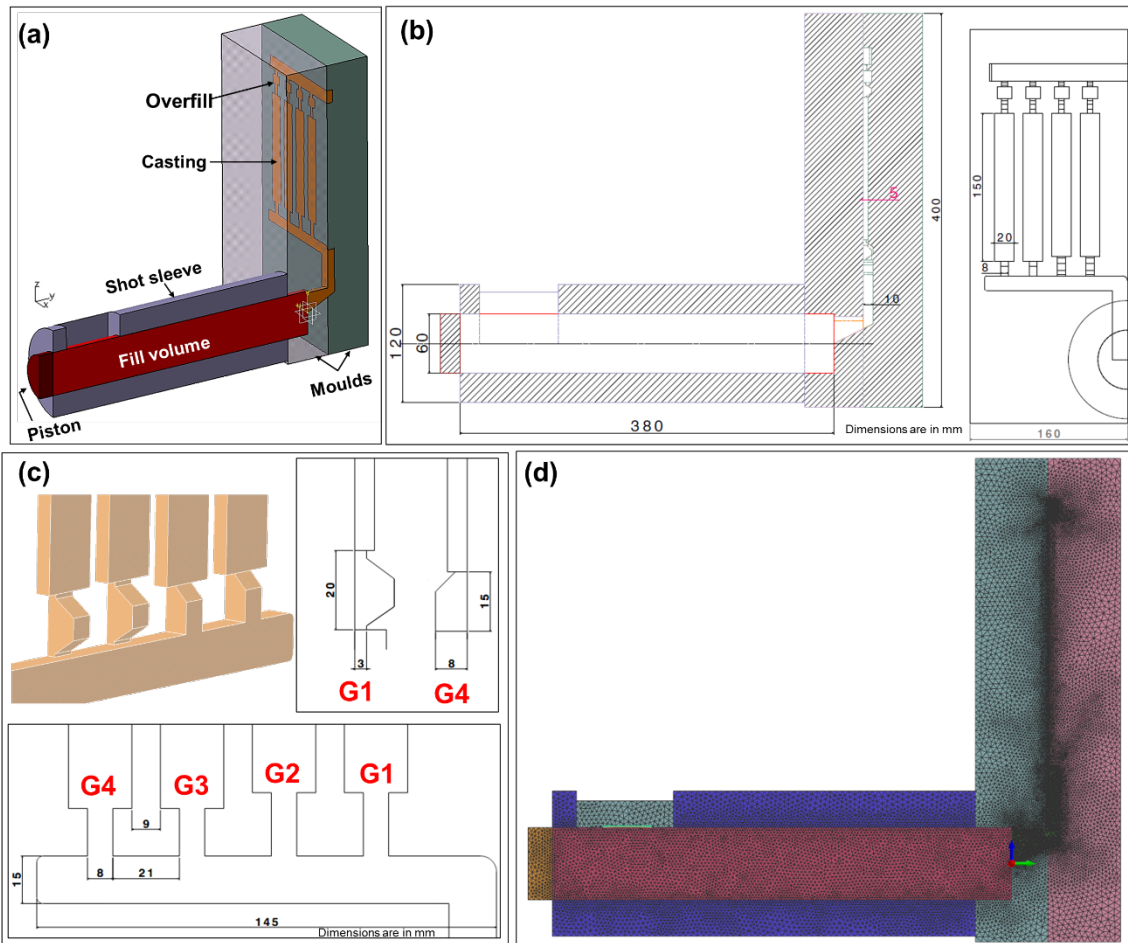 (a)
Overfill
Casting
Shot sleeve
z
y
x
Fill volume
Moulds
Piston
(b)
5
400
10
120
60
380
Dimensions are in mm
150
20
8
160
(c)
20
3
15
8
G1
G4
G4
G3
G2
G1
9
15
8
21
145
Dimensions are in mm
(d)